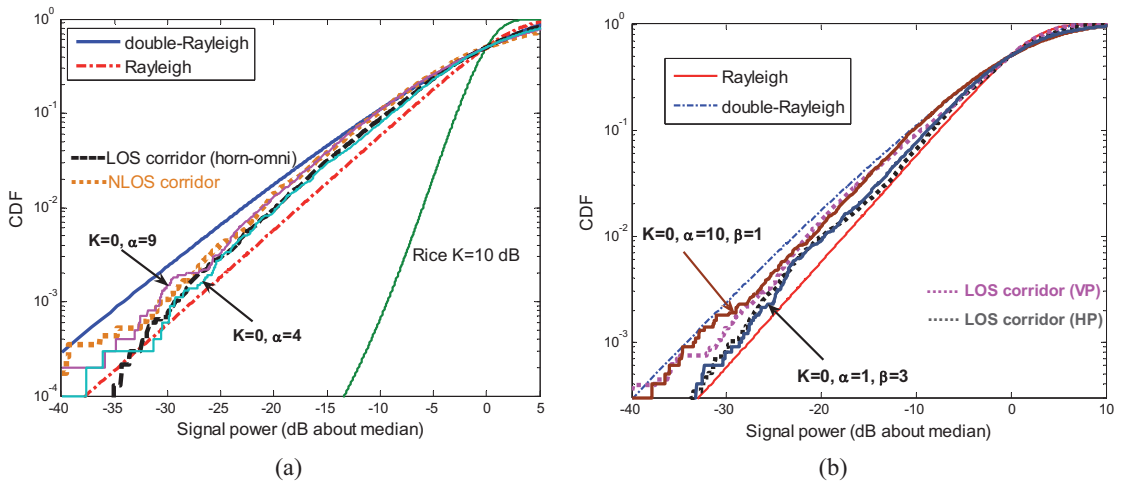 10^0
10^-1
10^-2
10^-3
10^-4
CDF
double-Rayleigh
Rayleigh
LOS corridor (horn-omni)
NLOS corridor
K=0, α=9
Rice K=10 dB
K=0, α=4
-40 -35 -30 -25 -20 -15 -10 -5 0 5
Signal power (dB about median)
(a)
10^0
10^-1
10^-2
10^-3
CDF
Rayleigh
double-Rayleigh
K=0, α=10, β=1
LOS corridor (VP)
LOS corridor (HP)
K=0, α=1, β=3
-40 -30 -20 -10 0 10
Signal power (dB about median)
(b)